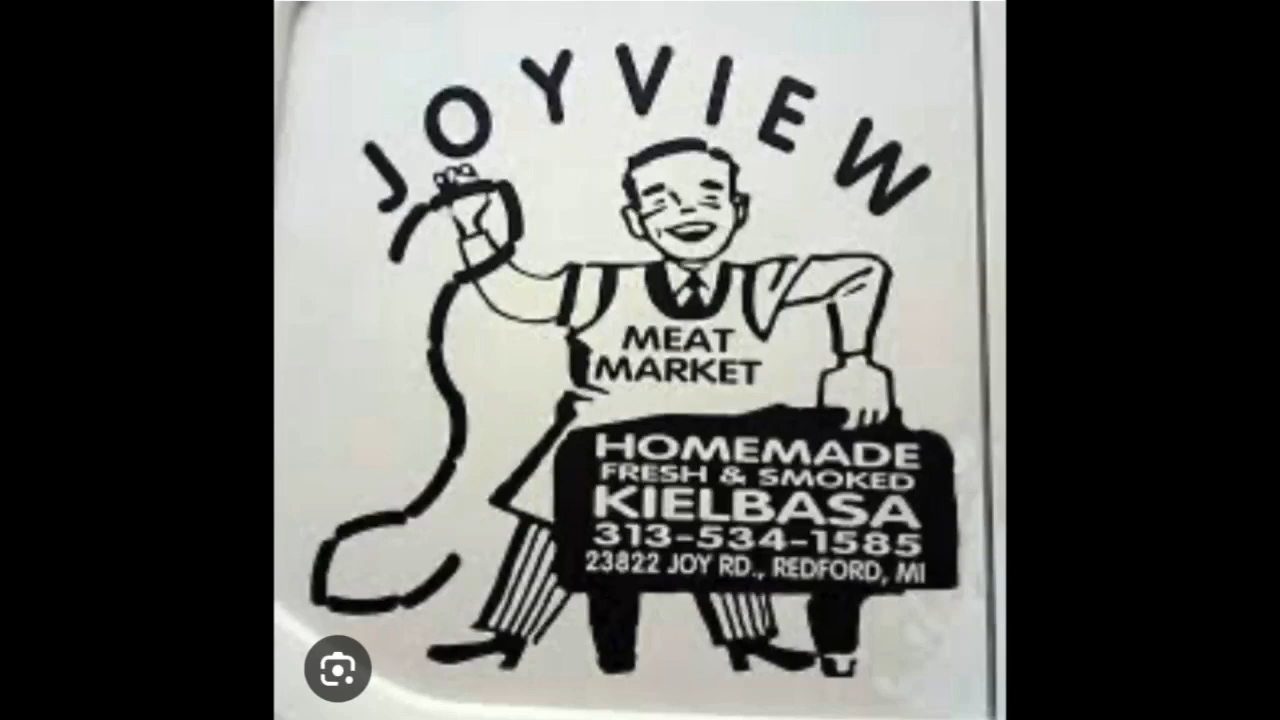 JOYVIEW
MEAT
MARKET
HOMEMADE
FRESH & SMOKED
KIELBASA
313-534-1585
23822 JOY RD., REDFORD, MI